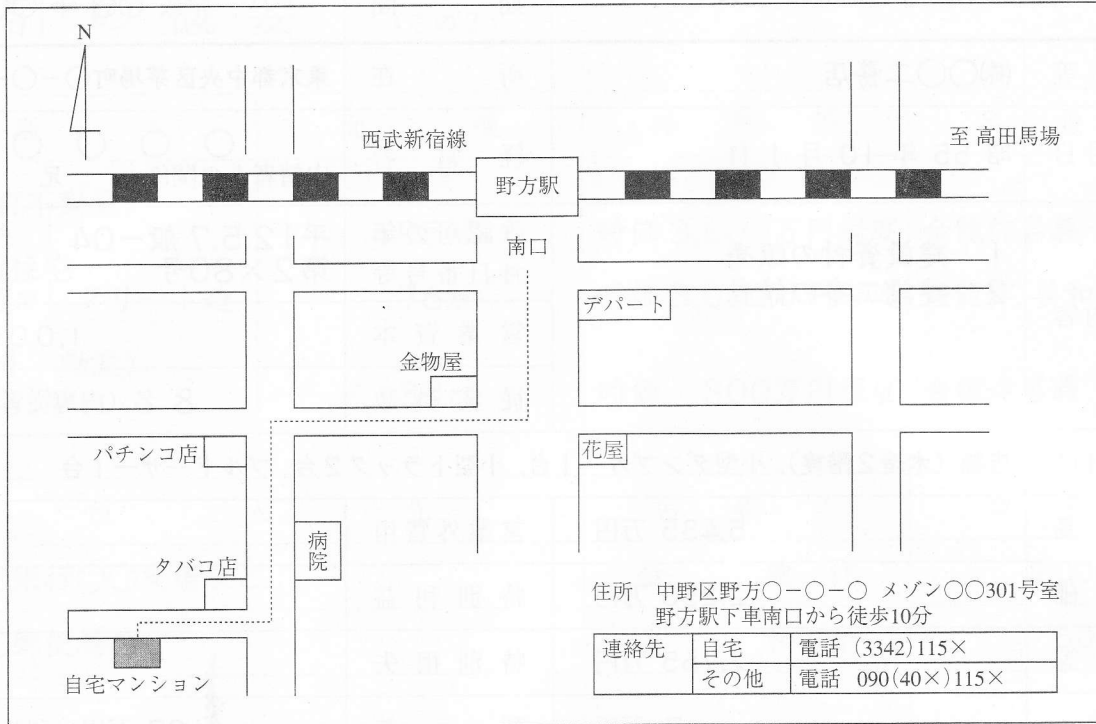 N
西武新宿線
至 高田馬場
野方駅
南口
デパート
金物屋
パチンコ店
花屋
病院
タバコ店
自宅マンション
住所 中野区野方○−○−○ メゾン○○301号室
野方駅下車南口から徒歩10分
連絡先 自宅 電話 (3342)115×
その他 電話 090(40×)115×